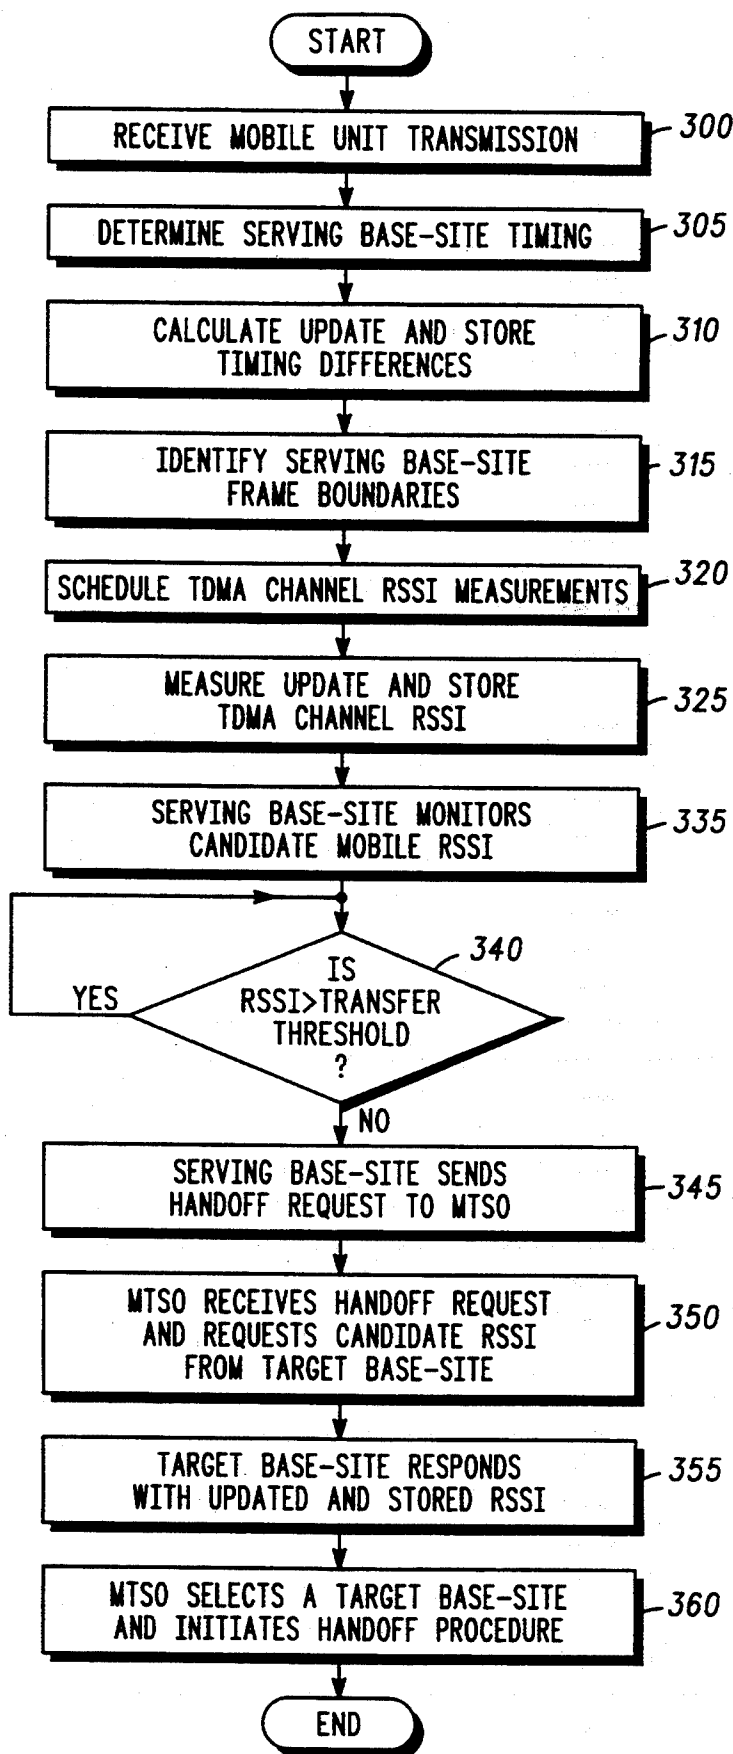 START
RECEIVE MOBILE UNIT TRANSMISSION
300
DETERMINE SERVING BASE-SITE TIMING
305
CALCULATE UPDATE AND STORE
TIMING DIFFERENCES
310
IDENTIFY SERVING BASE-SITE
FRAME BOUNDARIES
315
SCHEDULE TDMA CHANNEL RSSI MEASUREMENTS
320
MEASURE UPDATE AND STORE
TDMA CHANNEL RSSI
325
SERVING BASE-SITE MONITORS
CANDIDATE MOBILE RSSI
335
340
IS
RSSI>TRANSFER
THRESHOLD
?
YES
NO
SERVING BASE-SITE SENDS
HANDOFF REQUEST TO MTSO
345
MTSO RECEIVES HANDOFF REQUEST
AND REQUESTS CANDIDATE RSSI
FROM TARGET BASE-SITE
350
TARGET BASE-SITE RESPONDS
WITH UPDATED AND STORED RSSI
355
MTSO SELECTS A TARGET BASE-SITE
AND INITIATES HANDOFF PROCEDURE
360
END